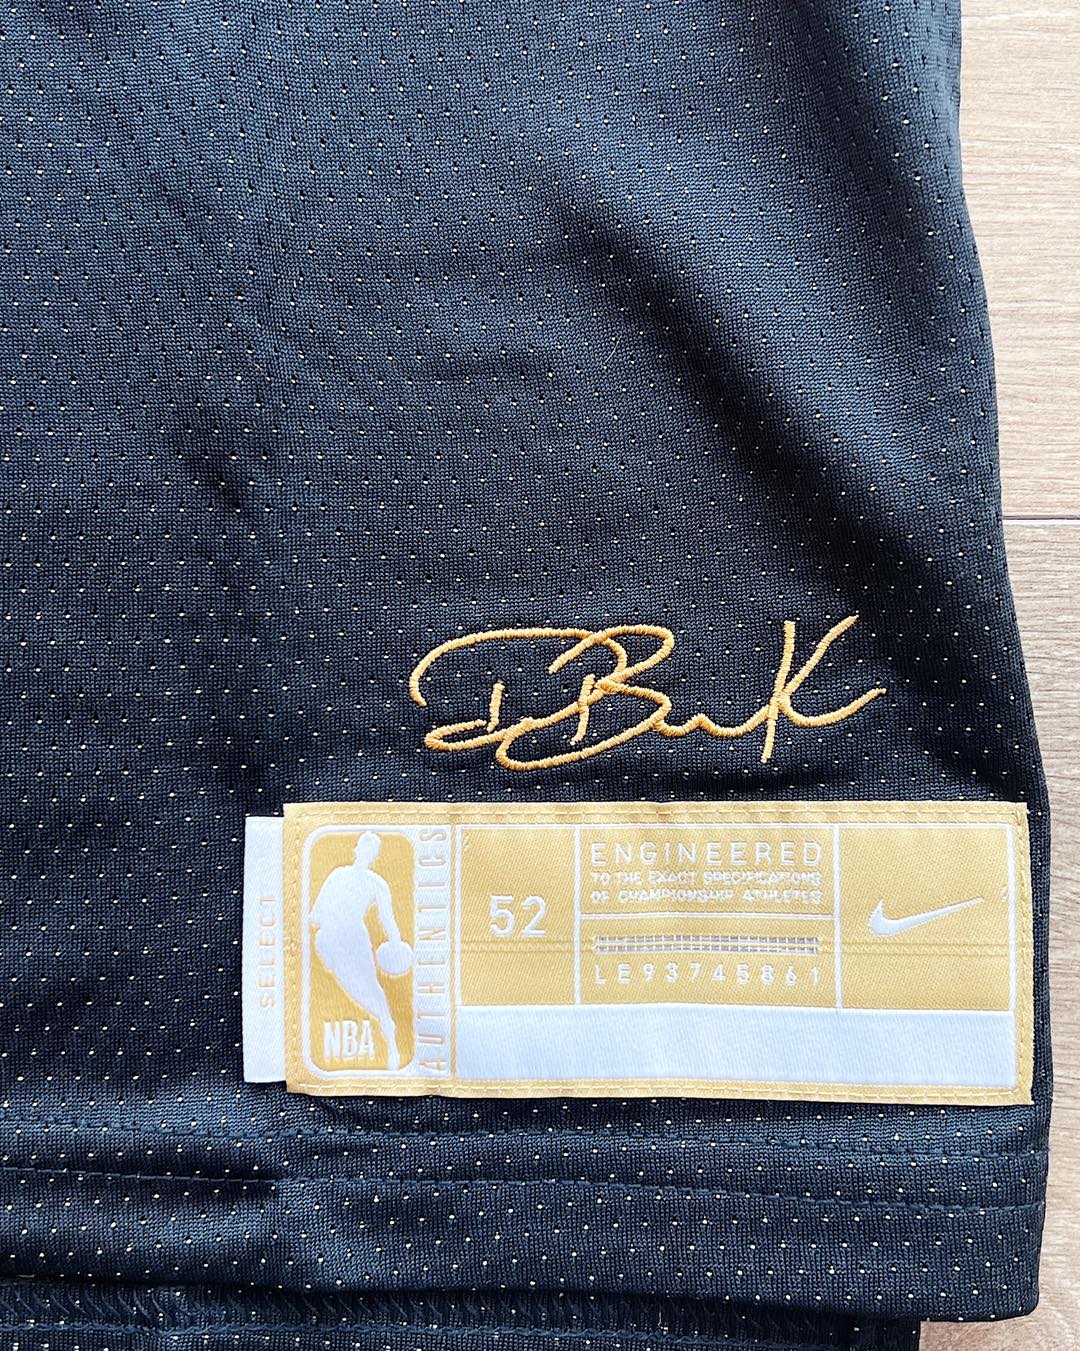 SELECT
NBA
AUTHENTICS
52
ENGINEERED
TO THE EXACT SPECIFICATIONS
OF CHAMPIONSHIP ATHLETES
LE93745861